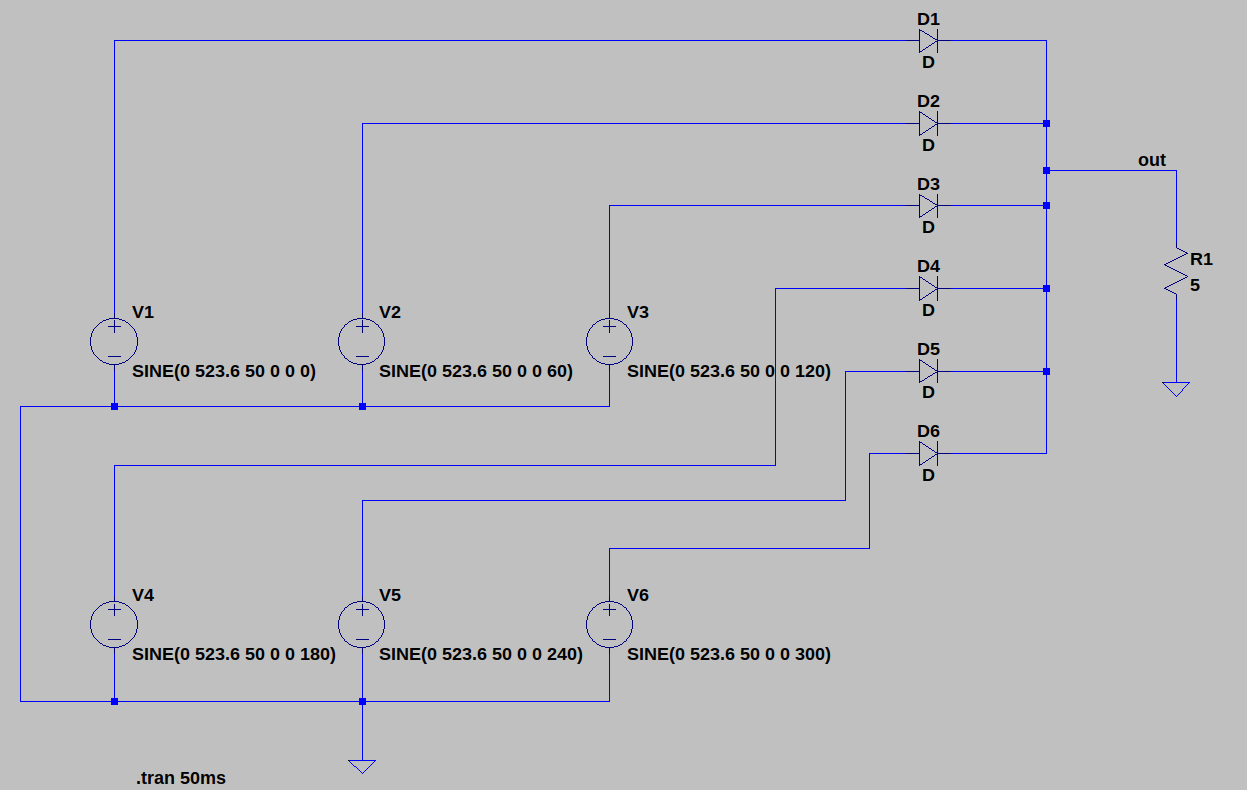 D1
D
D2
D
out
D3
D
R1
5
D4
D
V1
V2
V3
SINE(0 523.6 50 0 0 0)
SINE(0 523.6 50 0 0 60)
SINE(0 523.6 50 0 0 120)
D5
D
D6
D
V4
V5
V6
SINE(0 523.6 50 0 0 180)
SINE(0 523.6 50 0 0 240)
SINE(0 523.6 50 0 0 300)
.tran 50ms